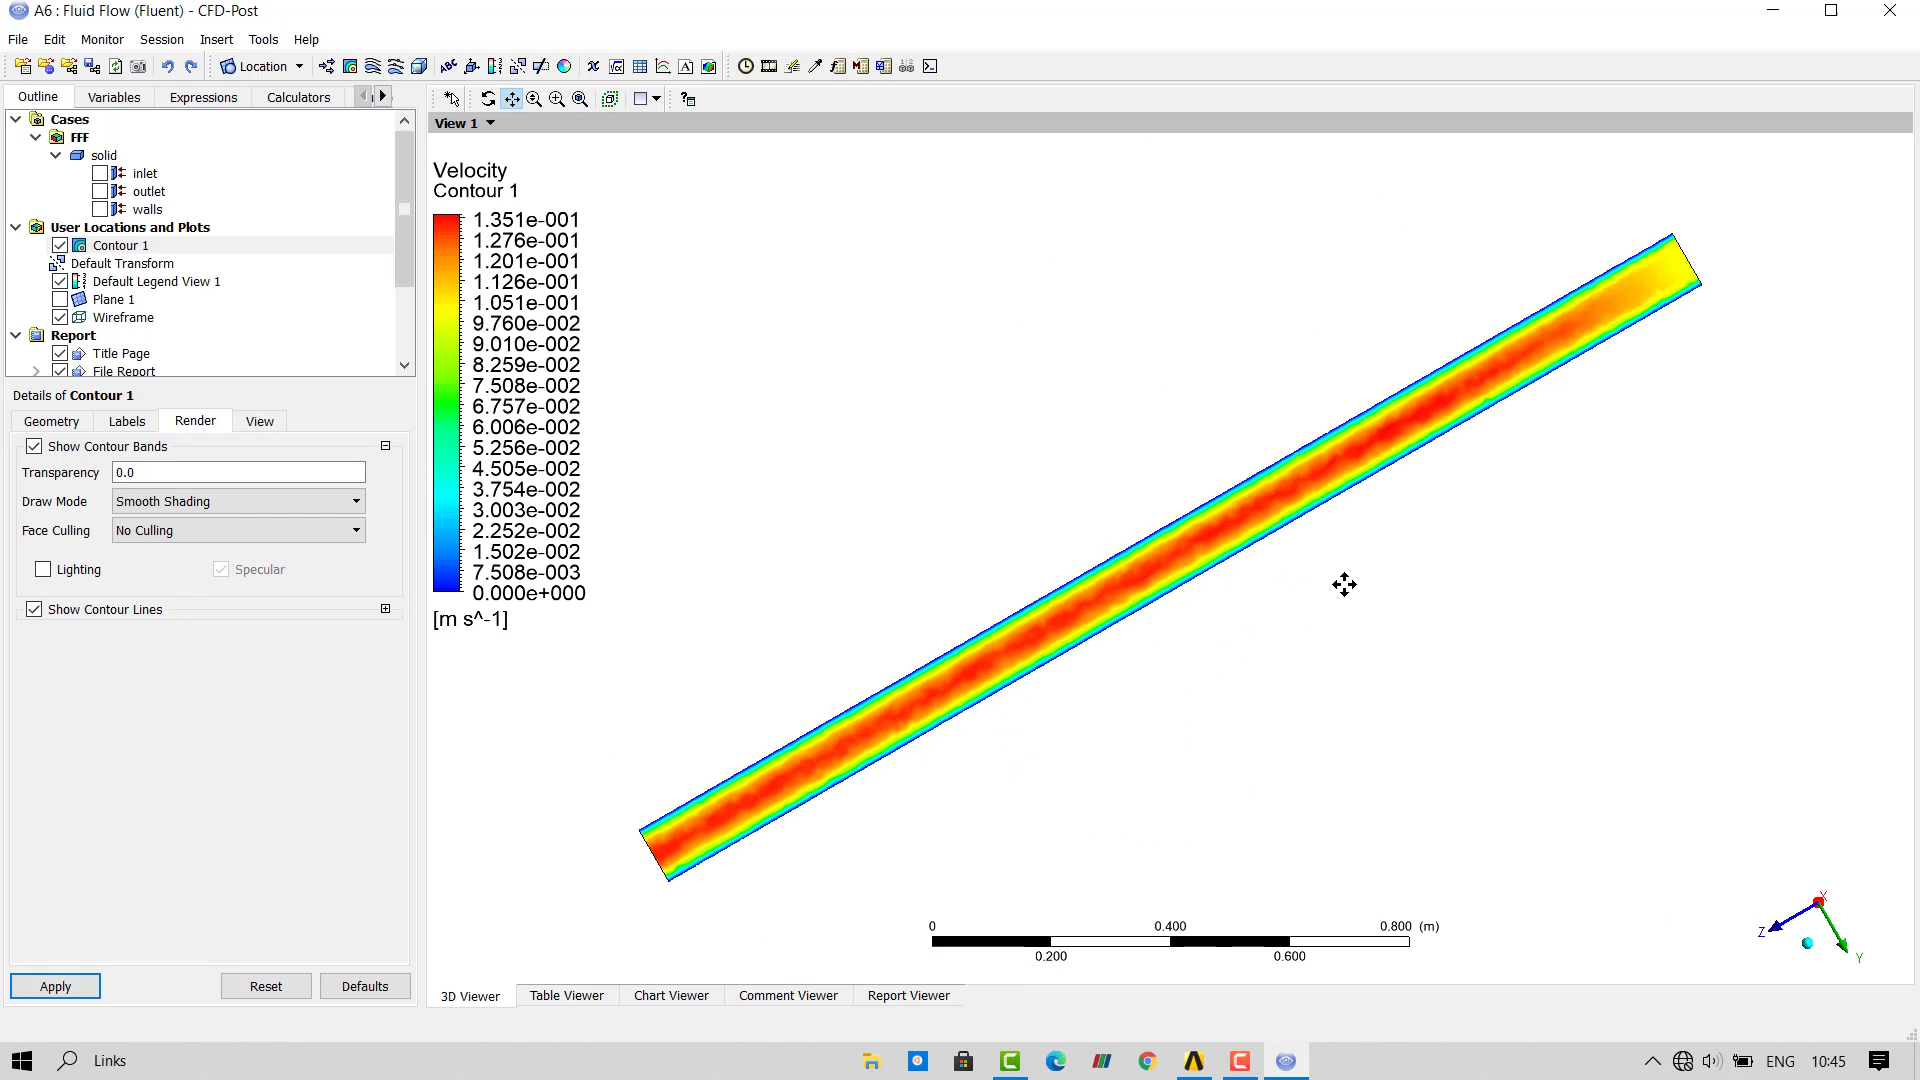 A6 : Fluid Flow (Fluent) - CFD-Post
File Edit Monitor Session Insert Tools Help
Location
Outline Variables Expressions Calculators
View 1
Cases
FFF
solid
inlet
outlet
walls
User Locations and Plots
Contour 1
Default Transform
Default Legend View 1
Plane 1
Wireframe
Report
Title Page
File Report
Details of Contour 1
Geometry Labels Render View
Show Contour Bands
Transparency 0.0
Draw Mode Smooth Shading
Face Culling No Culling
Lighting Specular
Show Contour Lines
Apply Reset Defaults
Velocity
Contour 1
1.351e-001
1.276e-001
1.201e-001
1.126e-001
1.051e-001
9.760e-002
9.010e-002
8.259e-002
7.508e-002
6.757e-002
6.006e-002
5.256e-002
4.505e-002
3.754e-002
3.003e-002
2.252e-002
1.502e-002
7.508e-003
0.000e+000
[m s^-1]
0 0.400 0.800 (m)
0.200 0.600
X
Z
Y
3D Viewer Table Viewer Chart Viewer Comment Viewer Report Viewer
Links
ENG 10:45